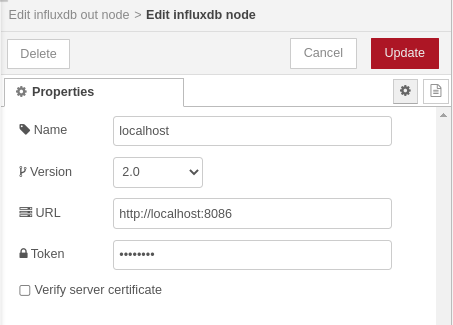 Edit influxdb out node > Edit influxdb node
Delete
Cancel
Update
Properties
Name
localhost
Version
2.0
URL
http://localhost:8086
Token
••••••••
Verify server certificate